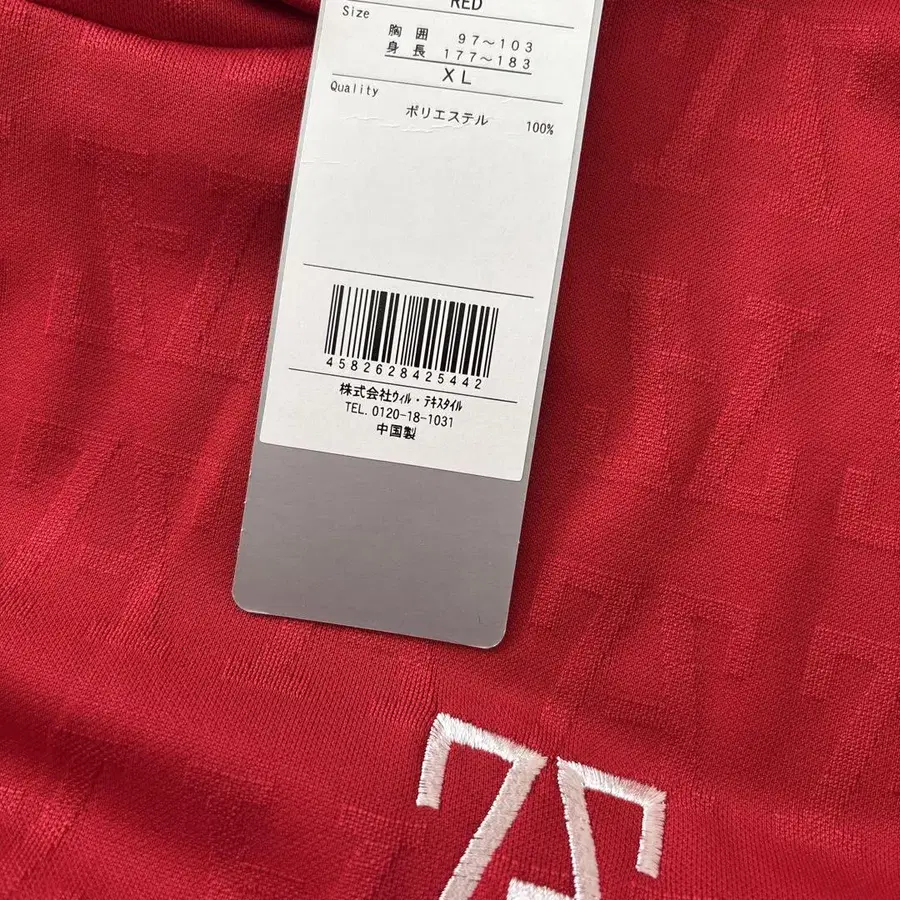 RED
Size
胸 囲 97～103
身 長 177～183
XL
Quality
ポリエステル 100%
4582628425442
株式会社ｳｨﾙ・ﾃｷｽﾀｲﾙ
TEL. 0120-18-1031
中国製